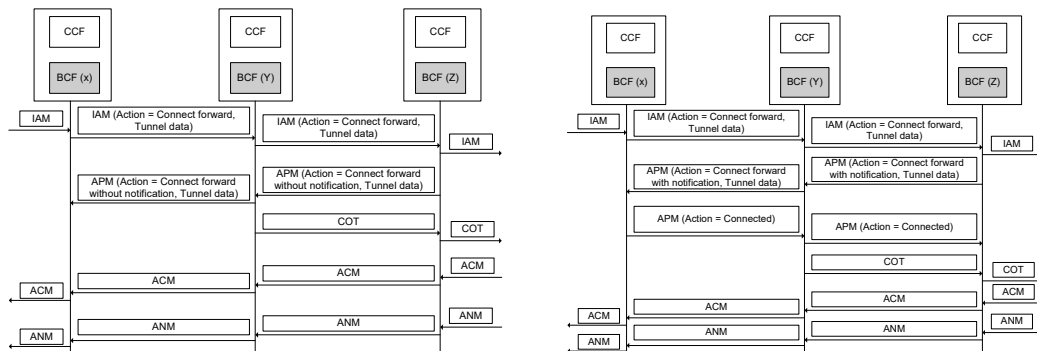 CCF
CCF
CCF
BCF (x)
BCF (Y)
BCF (Z)
IAM
IAM (Action = Connect forward,
Tunnel data)
IAM (Action = Connect forward,
Tunnel data)
IAM
APM (Action = Connect forward
without notification, Tunnel data)
APM (Action = Connect forward
without notification, Tunnel data)
COT
COT
ACM
ACM
ACM
ACM
ANM
ANM
ANM
ANM
CCF
CCF
CCF
BCF (x)
BCF (Y)
BCF (Z)
IAM
IAM (Action = Connect forward,
Tunnel data)
IAM (Action = Connect forward,
Tunnel data)
IAM
APM (Action = Connect forward
with notification, Tunnel data)
APM (Action = Connect forward
with notification, Tunnel data)
APM (Action = Connected)
APM (Action = Connected)
COT
COT
ACM
ACM
ACM
ACM
ANM
ANM
ANM
ANM